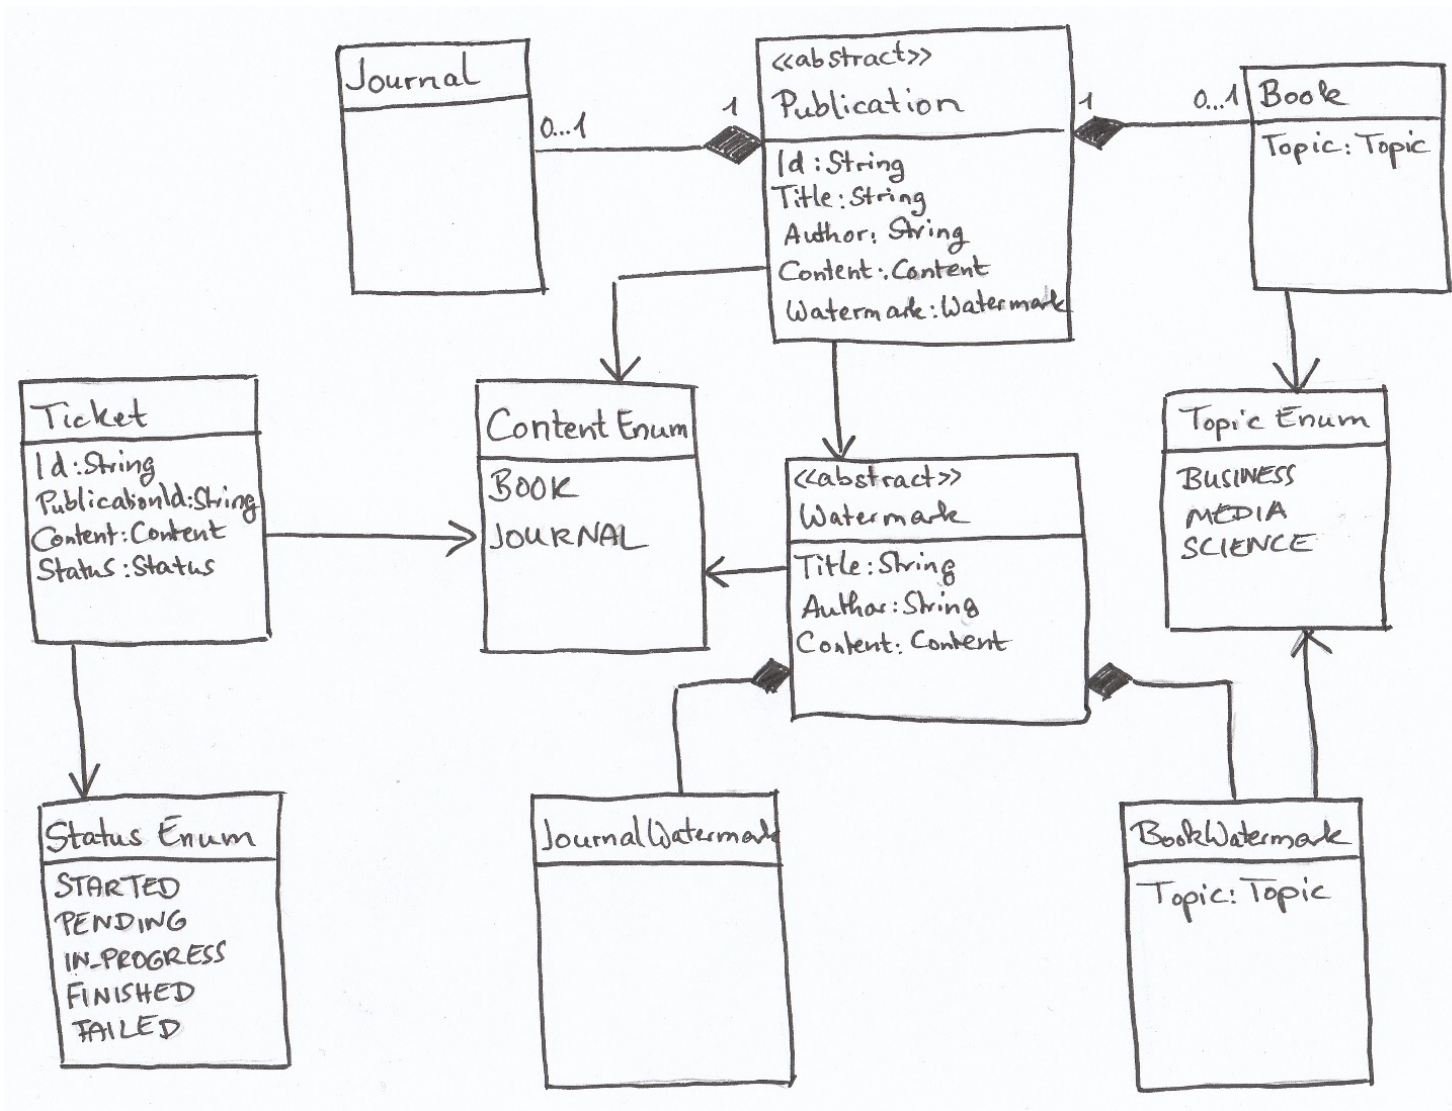 Journal
0...1
1
<<abstract>>
Publication
Id:String
Title:String
Author: String
Content:Content
Watermark:Watermark
1
0...1
Book
Topic:Topic
Ticket
Id:String
PublicationId:String
Content:Content
Status:Status
Content Enum
BOOK
JOURNAL
<<abstract>>
Watermark
Title:String
Author:String
Content: Content
Topic Enum
BUSINESS
MEDIA
SCIENCE
Status Enum
STARTED
PENDING
IN_PROGRESS
FINISHED
FAILED
JournalWatermark
BookWatermark
Topic: Topic